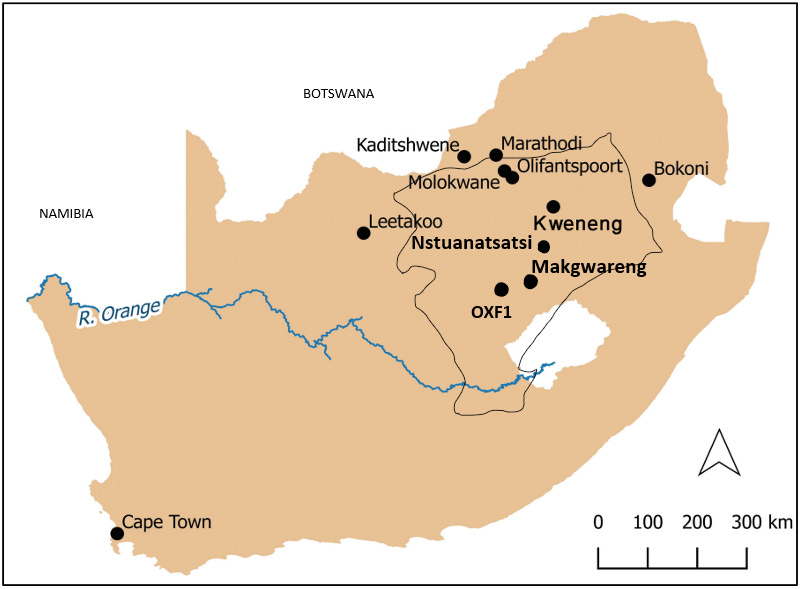 BOTSWANA
Kaditshwene
Marathodi
Olifantspoort
Bokoni
Molokwane
NAMIBIA
Leetakoo
Kweneng
Nstuanatsatsi
Makgwareng
R. Orange
OXF1
Cape Town
0 100 200 300 km